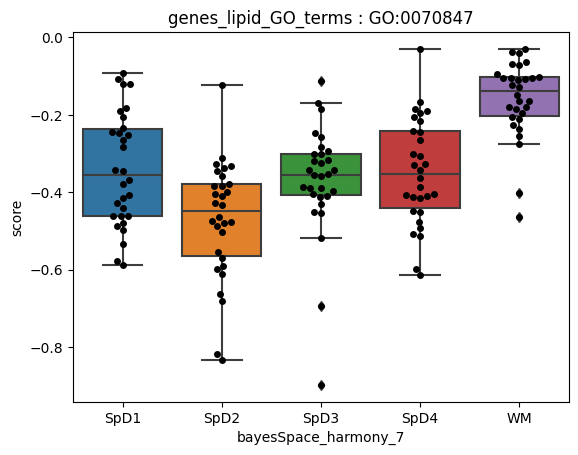 genes_lipid_GO_terms : GO:0070847
0.0
−0.2
−0.4
−0.6
−0.8
score
SpD1 SpD2 SpD3 SpD4 WM
bayesSpace_harmony_7